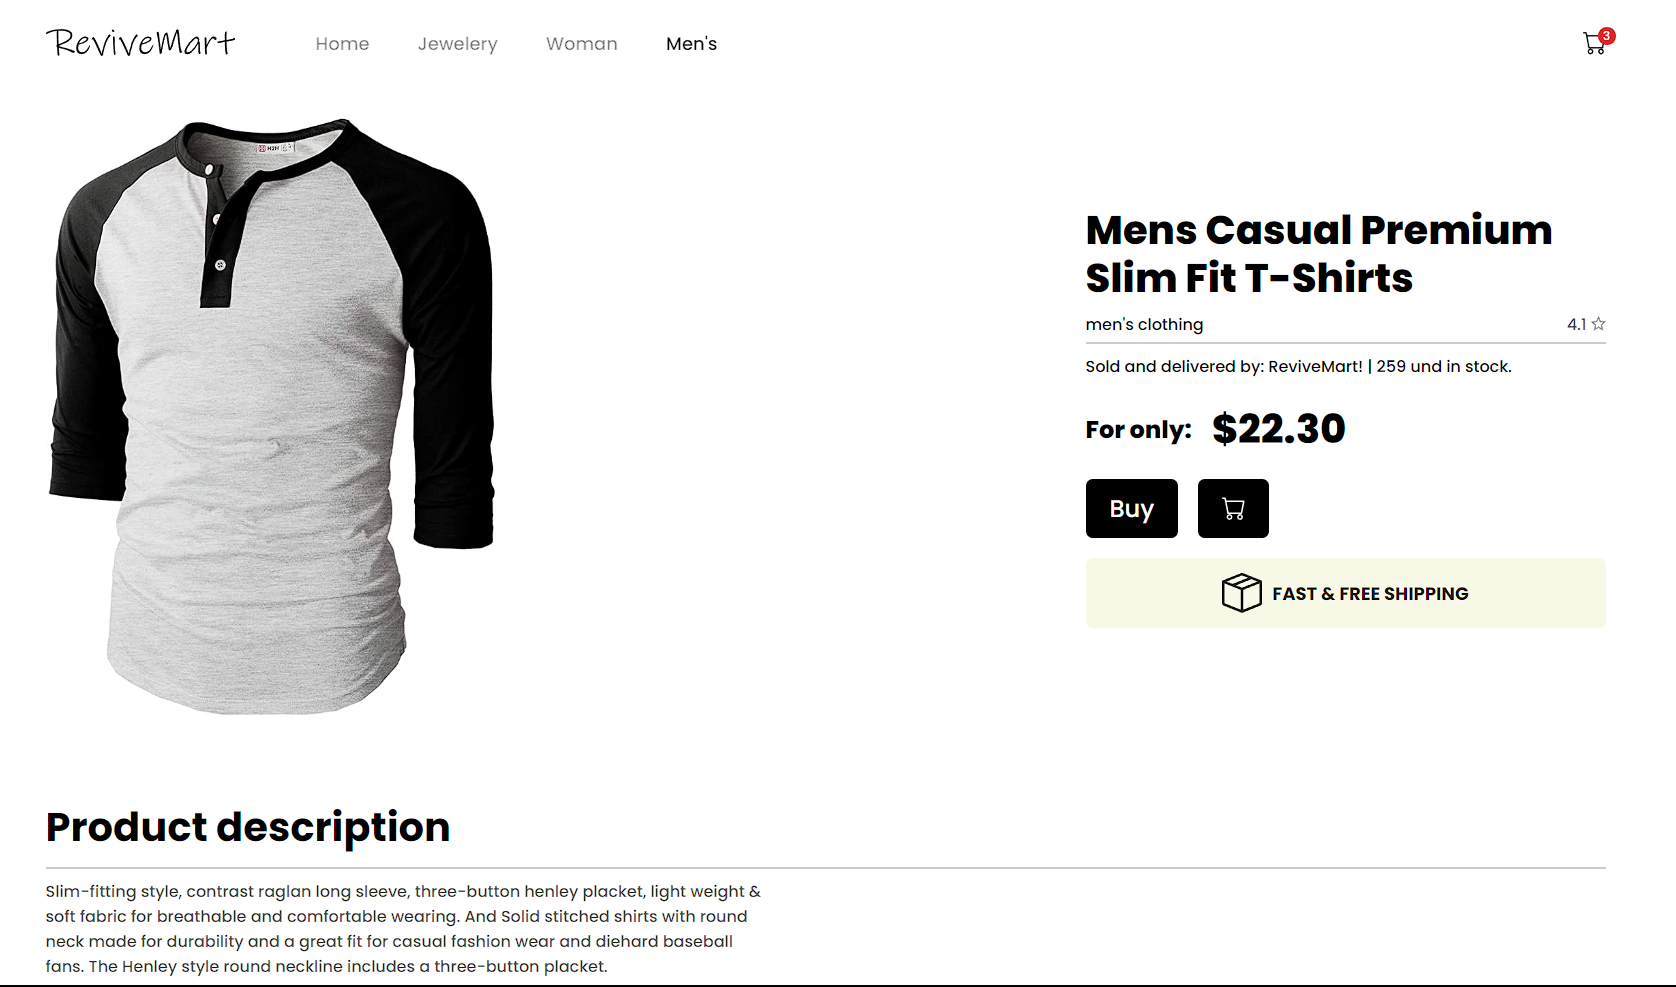 ReviveMart
Home Jewelery Woman Men's
3
H2H
Mens Casual Premium
Slim Fit T-Shirts
men's clothing 4.1
Sold and delivered by: ReviveMart! | 259 und in stock.
For only: $22.30
Buy
FAST & FREE SHIPPING
Product description
Slim-fitting style, contrast raglan long sleeve, three-button henley placket, light weight &
soft fabric for breathable and comfortable wearing. And Solid stitched shirts with round
neck made for durability and a great fit for casual fashion wear and diehard baseball
fans. The Henley style round neckline includes a three-button placket.